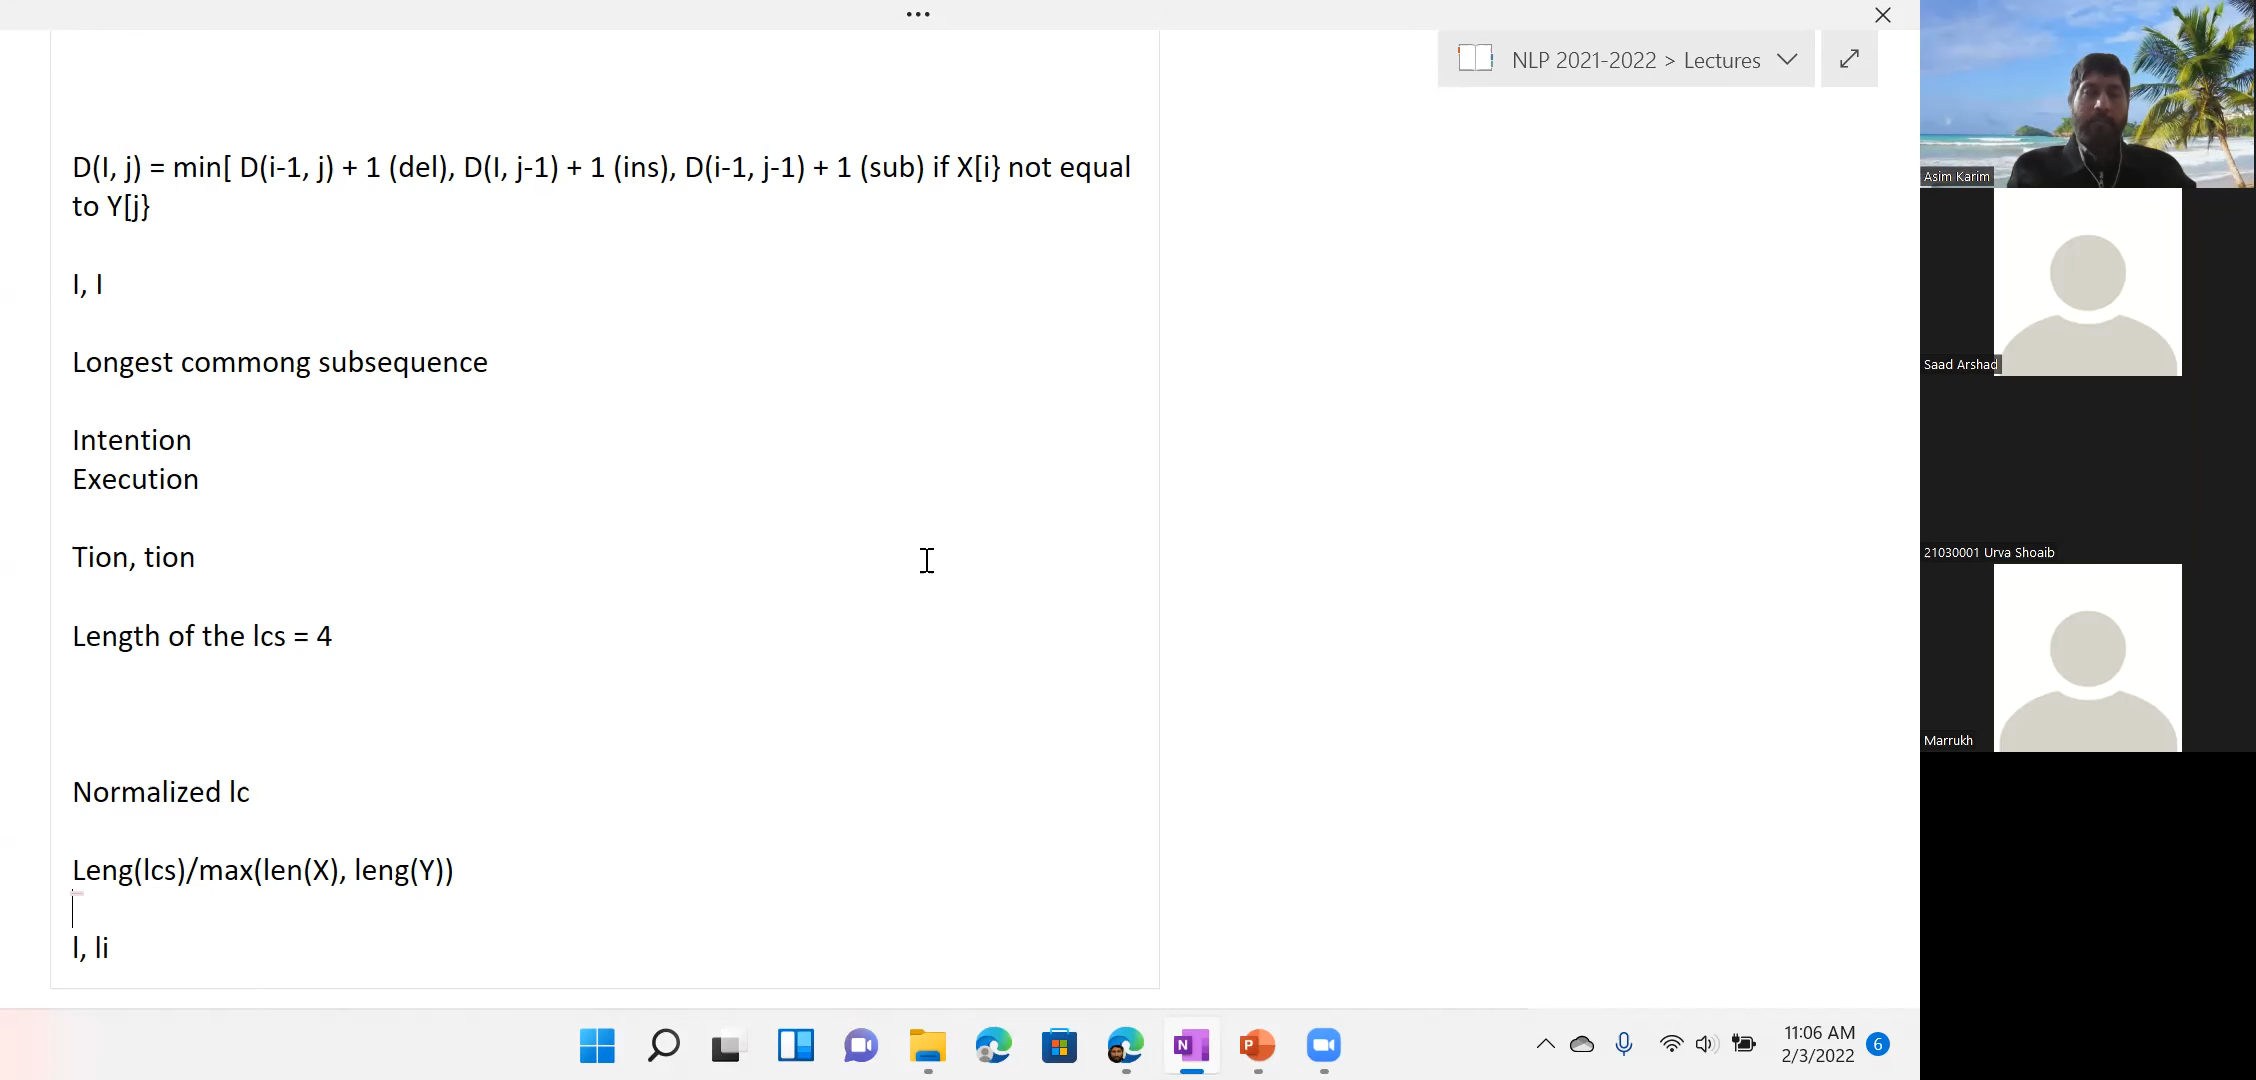 NLP 2021-2022 > Lectures
D(I, j) = min[ D(i-1, j) + 1 (del), D(I, j-1) + 1 (ins), D(i-1, j-1) + 1 (sub) if X[i} not equal
to Y[j}
I, I
Longest commong subsequence
Intention
Execution
Tion, tion
Length of the lcs = 4
Normalized lc
Leng(lcs)/max(len(X), leng(Y))
l, li
Asim Karim
Saad Arshad
21030001 Urva Shoaib
Marrukh
N
P
11:06 AM
2/3/2022
6